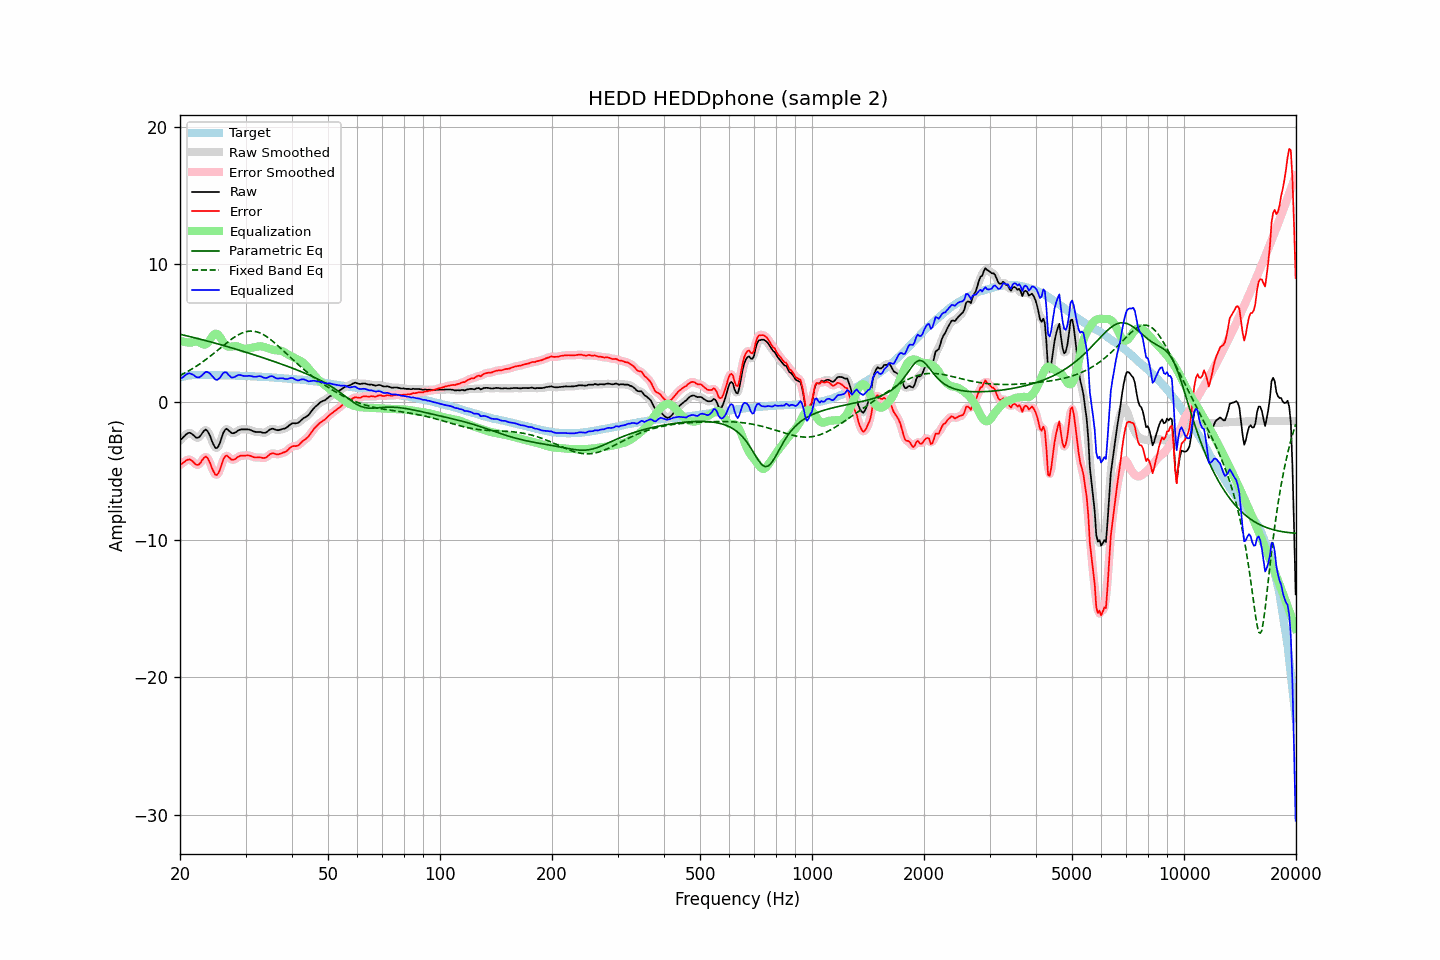 HEDD HEDDphone (sample 2)
20
10
0
−10
−20
−30
Amplitude (dBr)
Target
Raw Smoothed
Error Smoothed
Raw
Error
Equalization
Parametric Eq
Fixed Band Eq
Equalized
20 50 100 200 500 1000 2000 5000 10000 20000
Frequency (Hz)